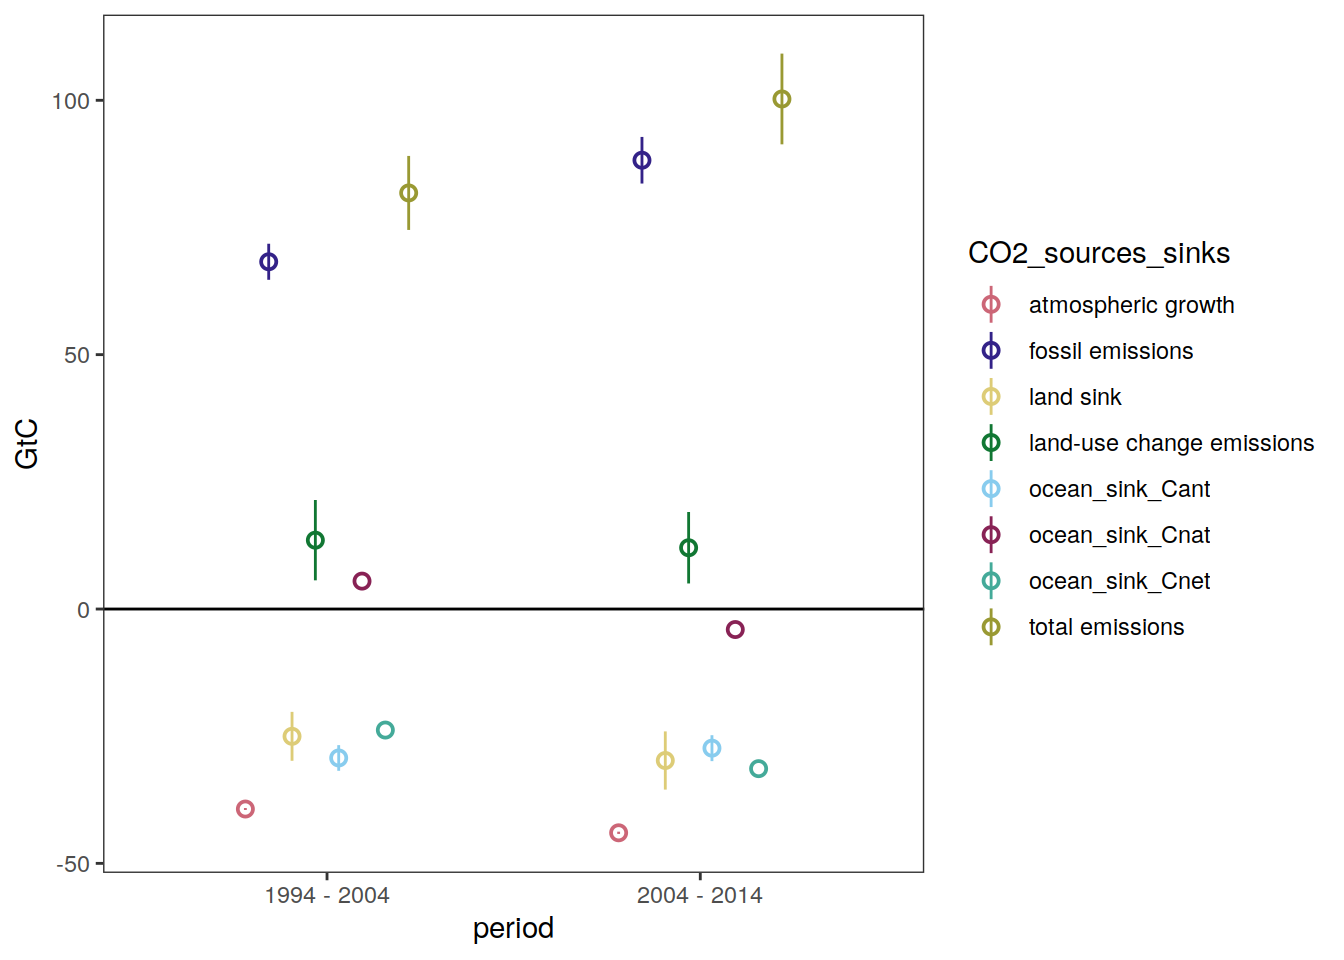 100
50
0
-50
GtC
1994 - 2004
2004 - 2014
period
CO2_sources_sinks
atmospheric growth
fossil emissions
land sink
land-use change emissions
ocean_sink_Cant
ocean_sink_Cnat
ocean_sink_Cnet
total emissions